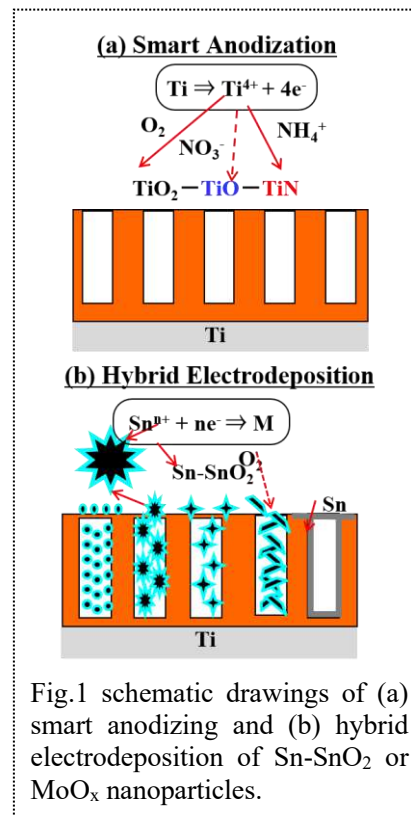 (a) Smart Anodization
Ti ⇒ Ti⁴⁺ + 4e⁻
O₂
NO₃⁻
NH₄⁺
TiO₂－TiO－TiN
Ti
(b) Hybrid Electrodeposition
Snⁿ⁺ + ne⁻ ⇒ M
O₂
Sn-SnO₂
Sn
Ti
Fig.1 schematic drawings of (a)
smart anodizing and (b) hybrid
electrodeposition of Sn-SnO₂ or
MoOₓ nanoparticles.